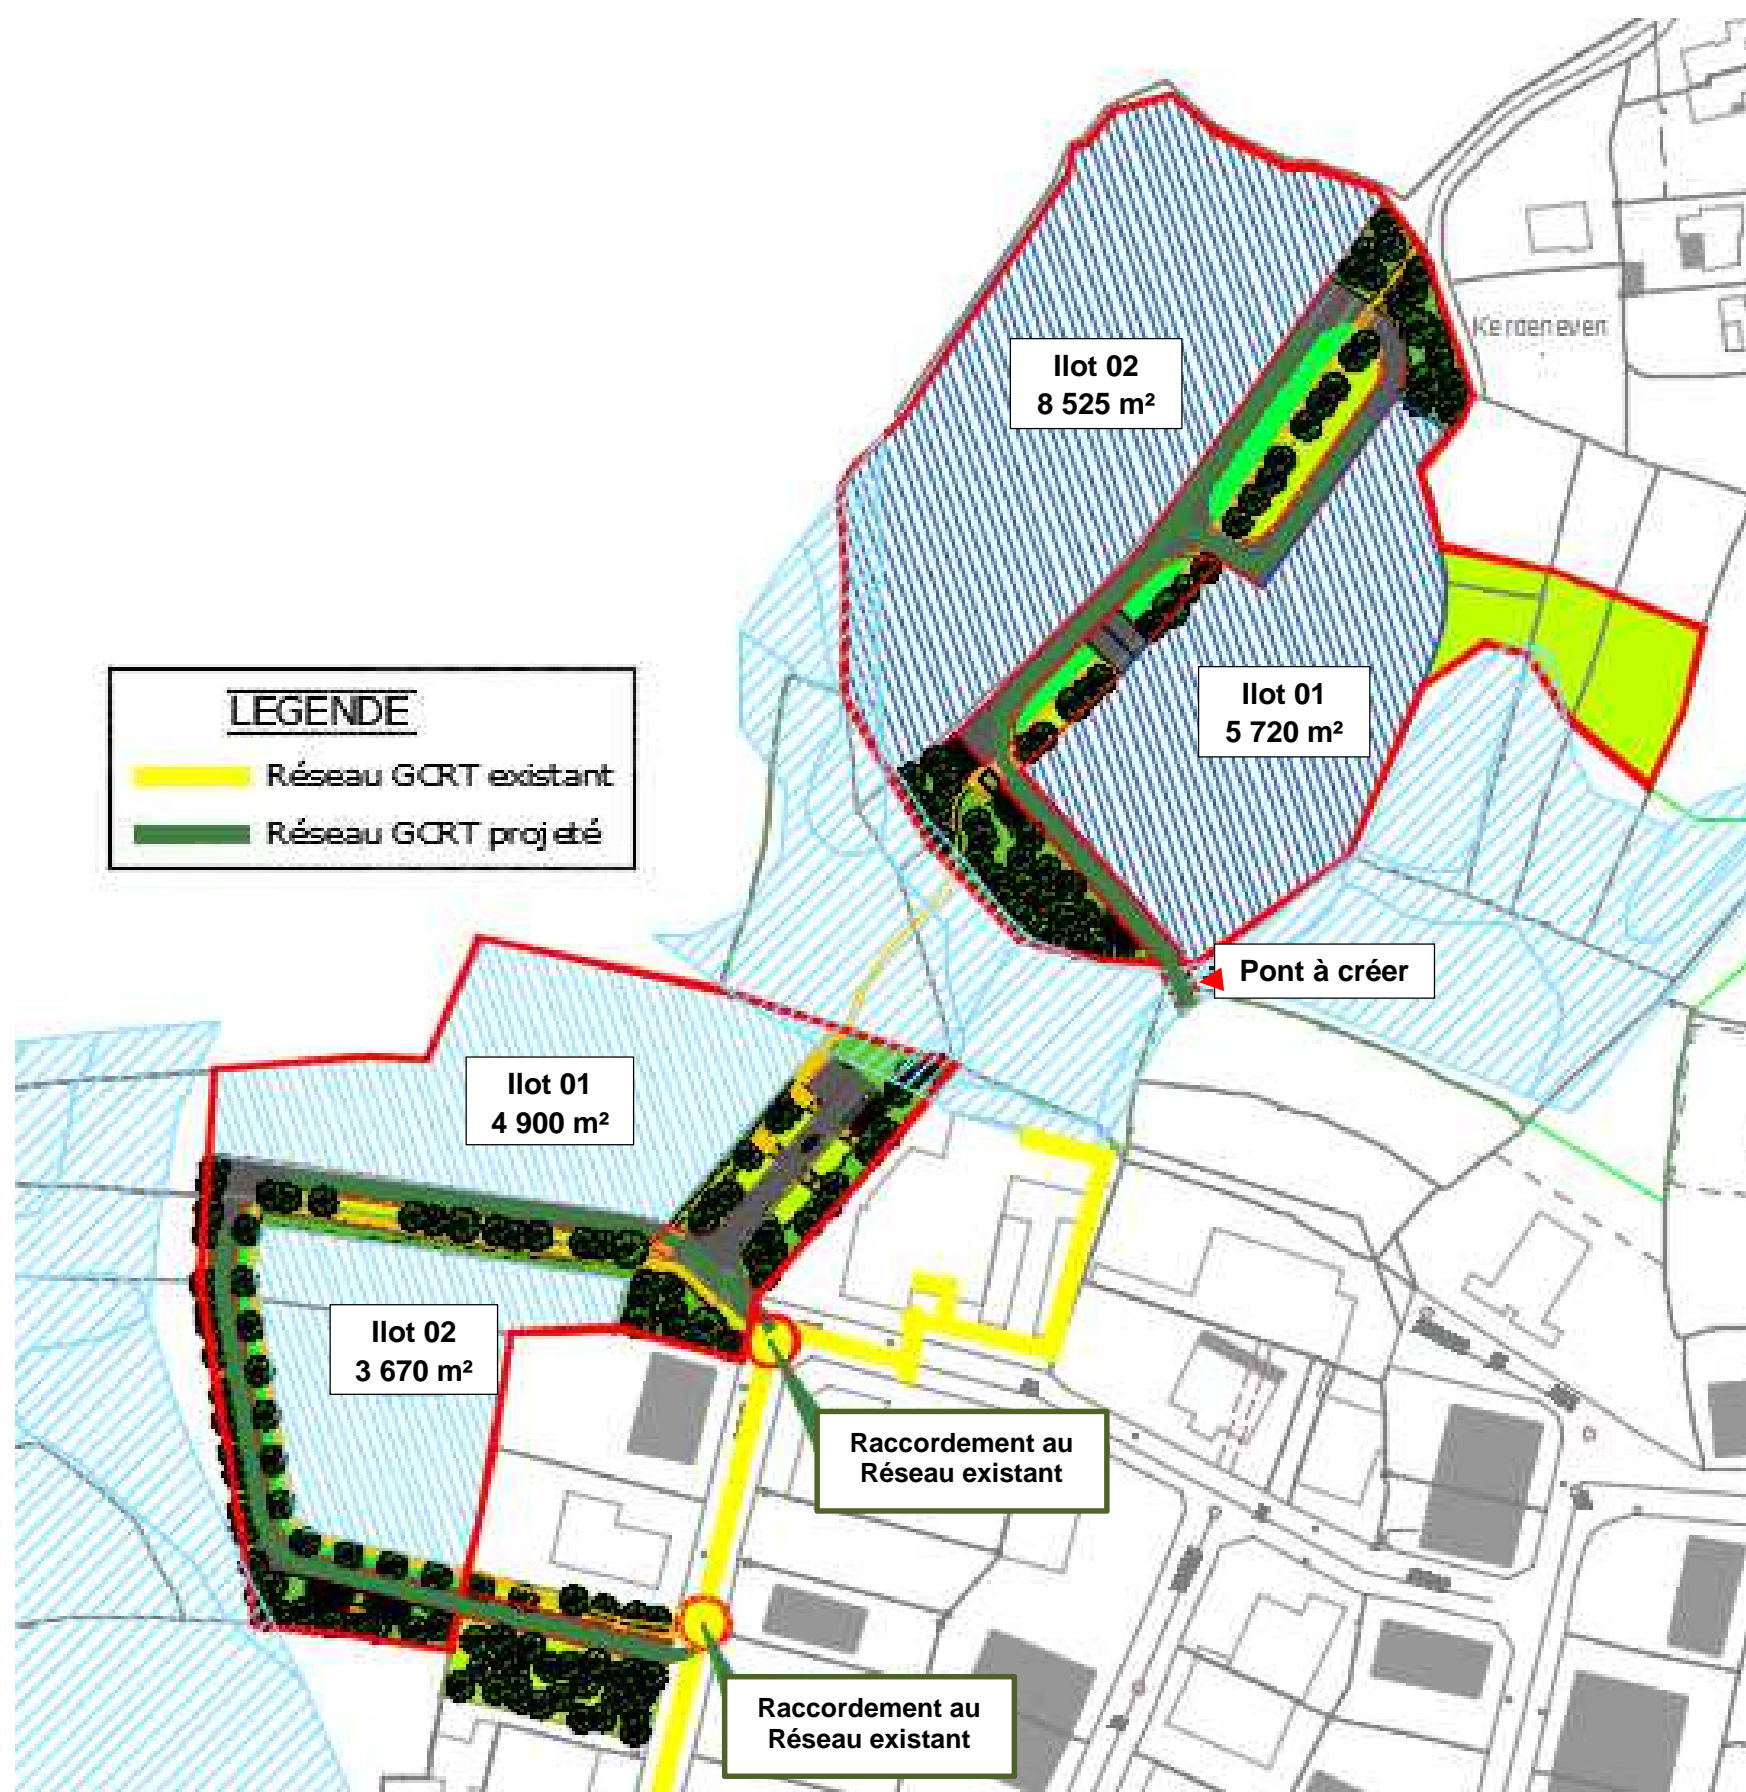 Kerdeneven
Ilot 02
8 525 m²
Ilot 01
5 720 m²
LEGENDE
Réseau GCRT existant
Réseau GCRT projeté
Pont à créer
Ilot 01
4 900 m²
Ilot 02
3 670 m²
Raccordement au
Réseau existant
Raccordement au
Réseau existant